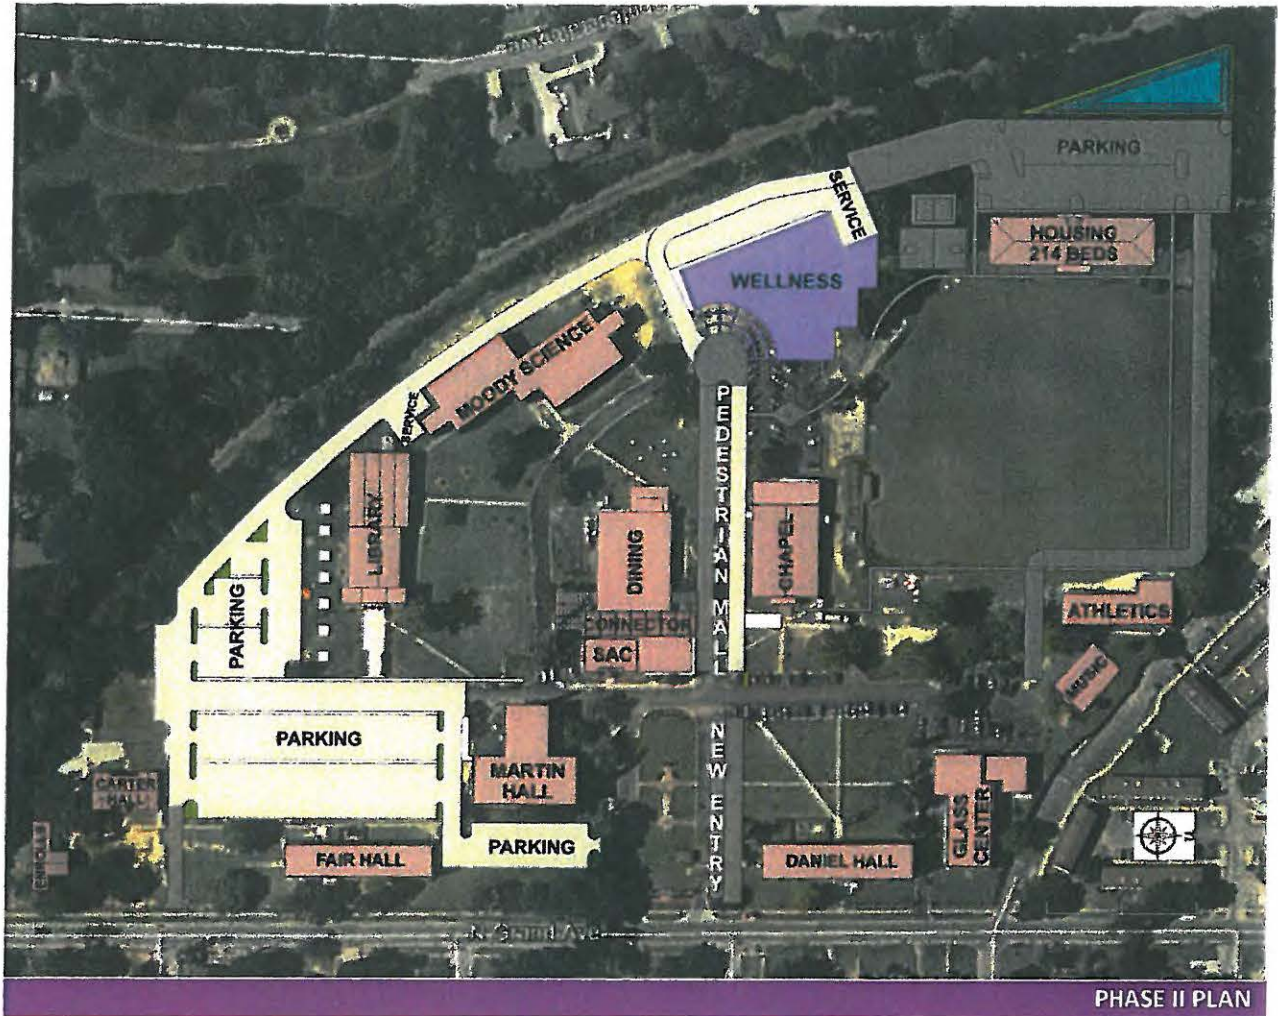 PARKING
SERVICE
HOUSING
214 BEDS
WELLNESS
MOODY SCIENCE
SERVICE
PEDESTRIAN MALL
LIBRARY
DINING
CHAPEL
CONNECTOR
SAC
PARKING
ATHLETICS
MUSIC
PARKING
NEW ENTRY
MARTIN
HALL
CARTER
HALL
GLASS
CENTER
PARKING
FAIR HALL
DANIEL HALL
PHASE II PLAN